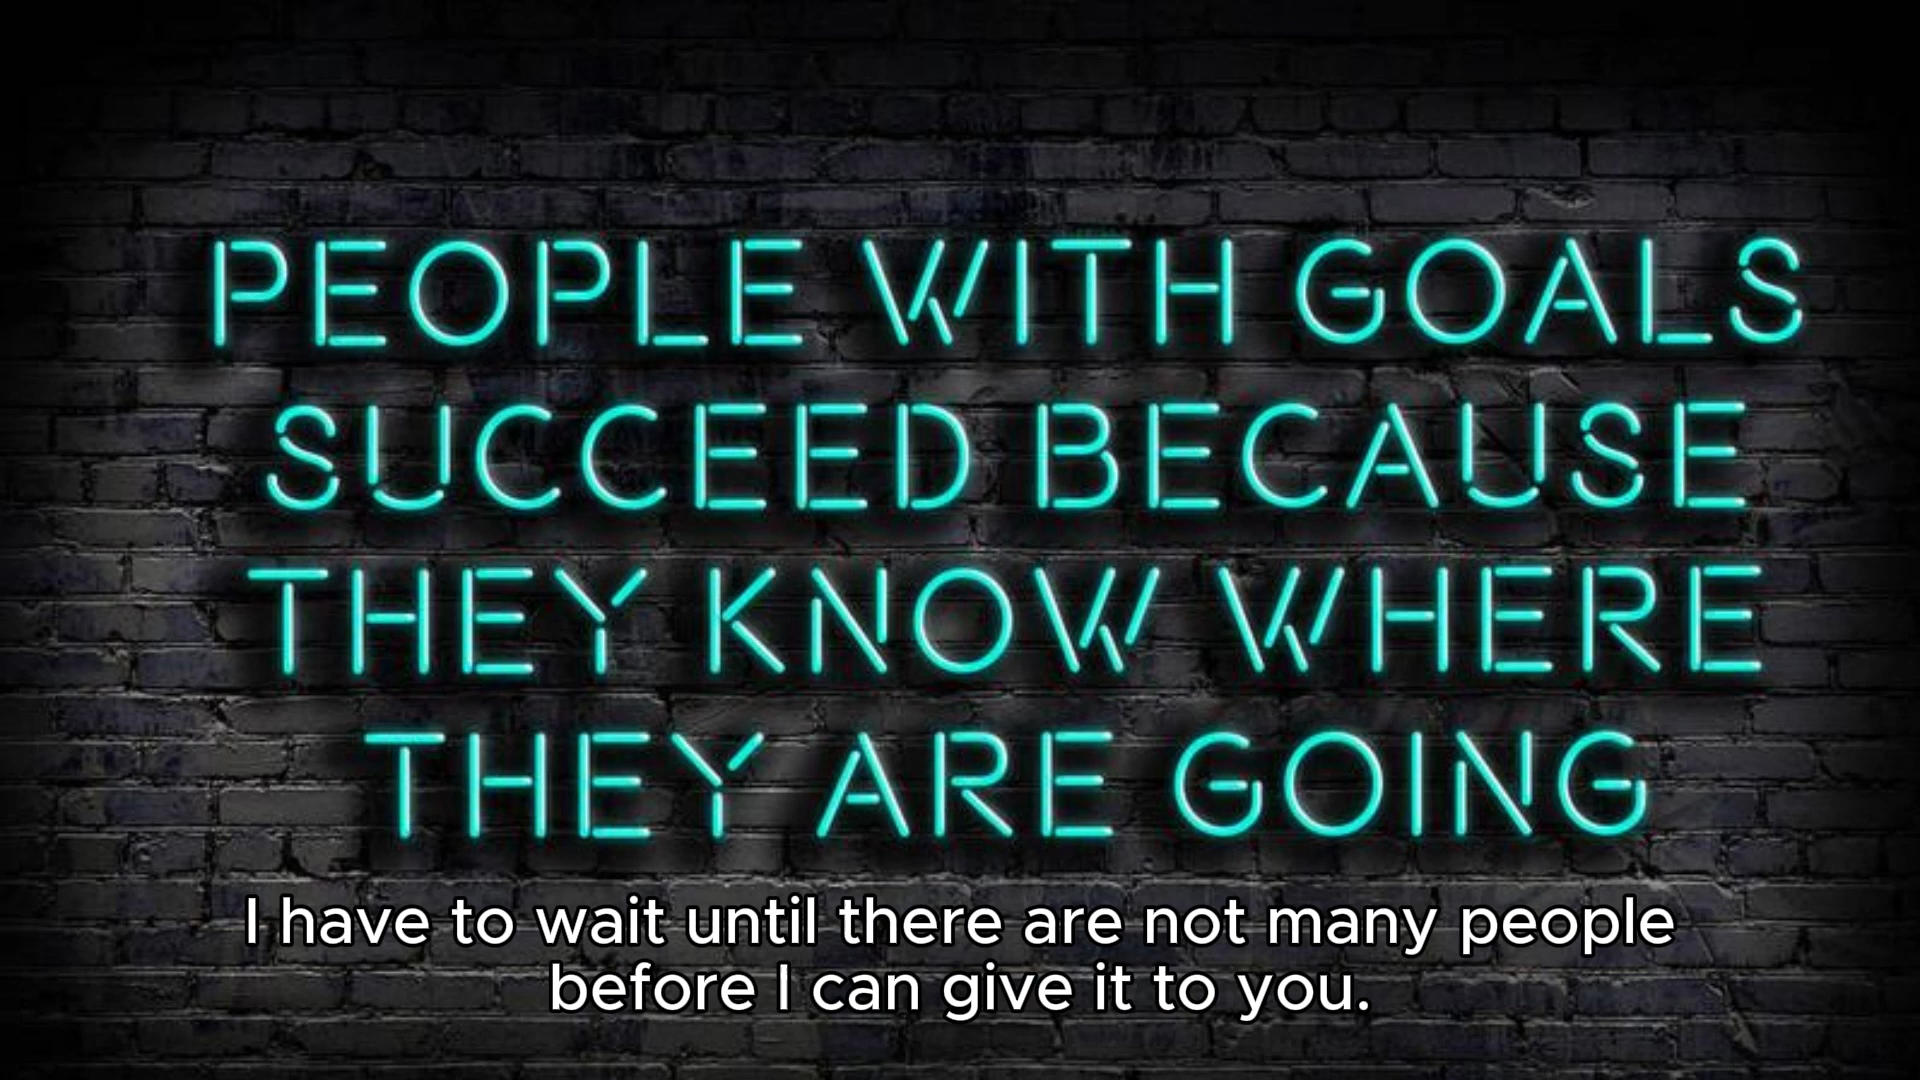 PEOPLE WITH GOALS
SUCCEED BECAUSE
THEY KNOW WHERE
THEY ARE GOING
I have to wait until there are not many people
before I can give it to you.